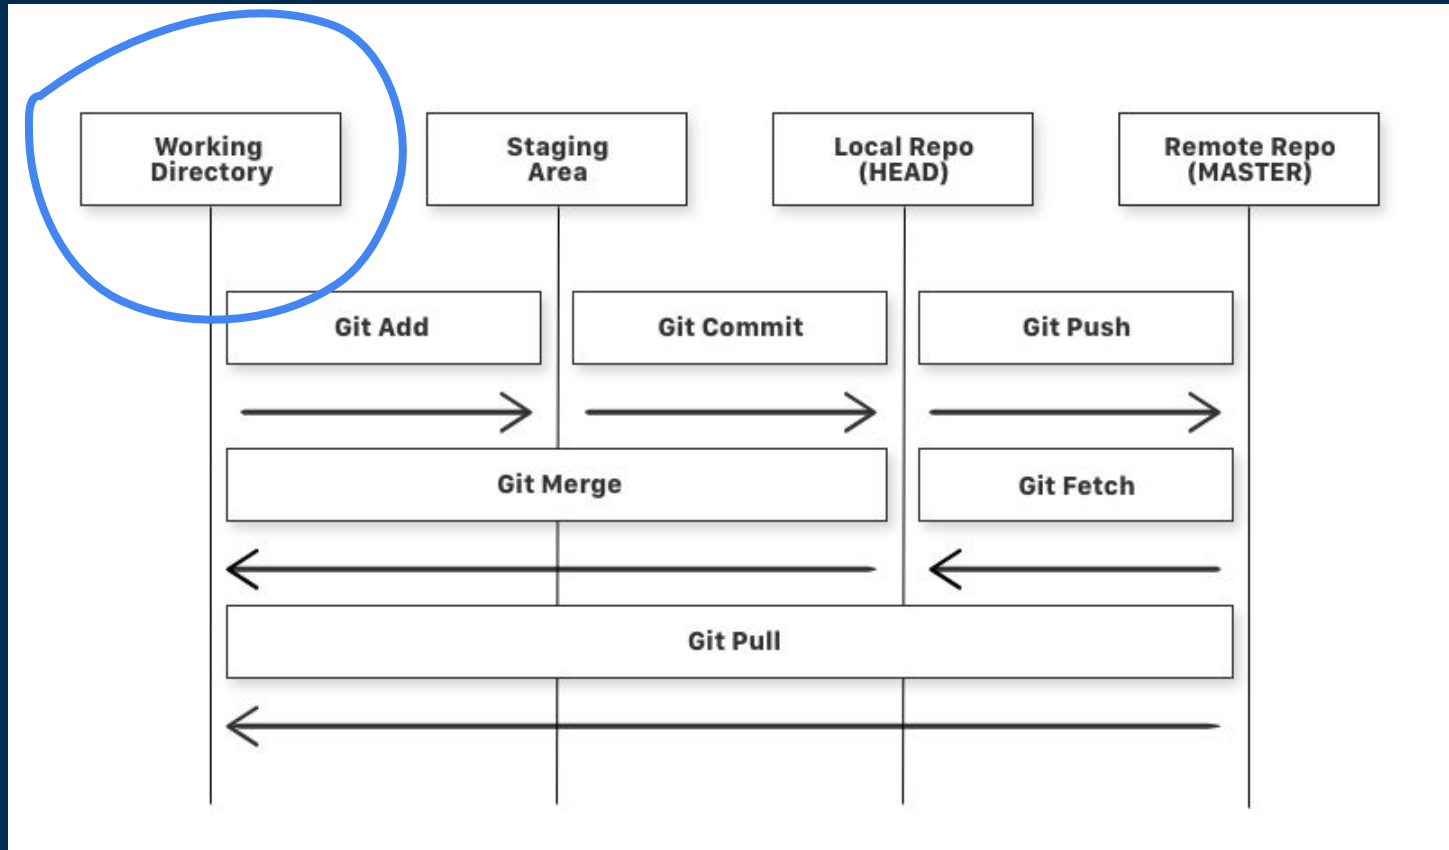 Working
Directory
Staging
Area
Local Repo
(HEAD)
Remote Repo
(MASTER)
Git Add
Git Commit
Git Push
Git Merge
Git Fetch
Git Pull